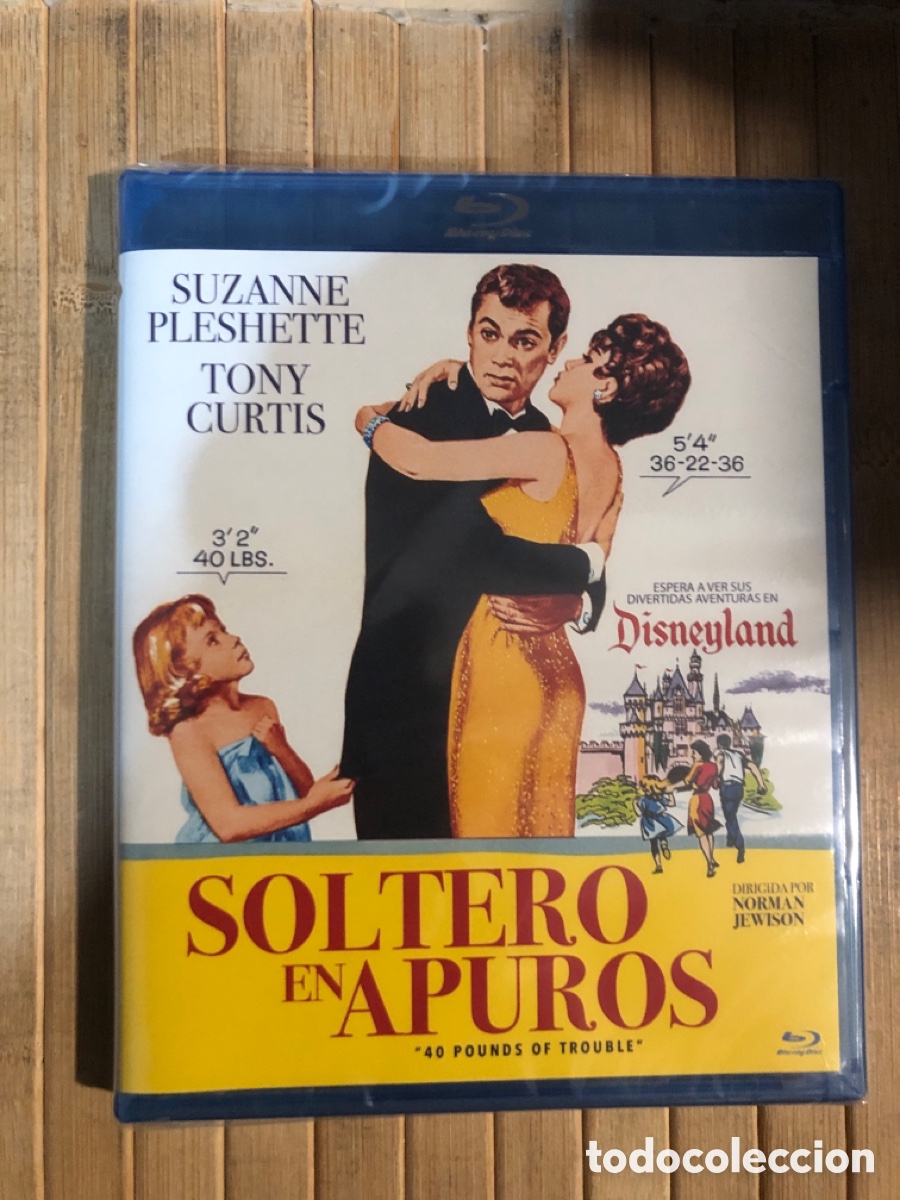 Blu-ray Disc
SUZANNE
PLESHETTE
TONY
CURTIS
5'4"
36-22-36
3'2"
40 LBS.
ESPERA A VER SUS
DIVERTIDAS AVENTURAS EN
Disneyland
SOLTERO
EN APUROS
"40 POUNDS OF TROUBLE"
DIRIGIDA POR
NORMAN
JEWISON
Blu-ray Disc
todocoleccion